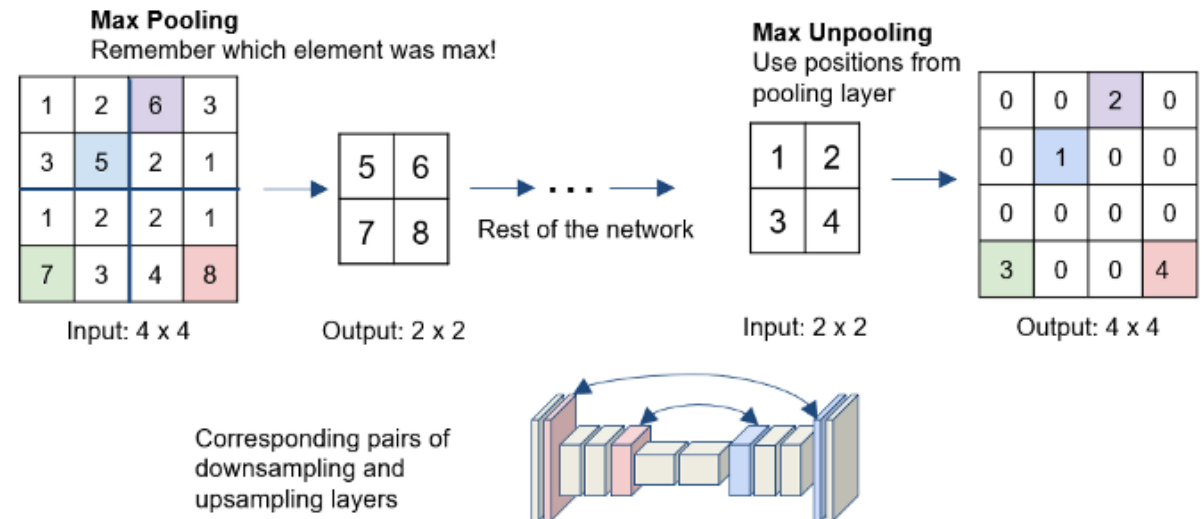 Max Pooling
Remember which element was max!
1 2 6 3
3 5 2 1
1 2 2 1
7 3 4 8
Input: 4 x 4
5 6
7 8
Output: 2 x 2
...
Rest of the network
Max Unpooling
Use positions from
pooling layer
1 2
3 4
Input: 2 x 2
0 0 2 0
0 1 0 0
0 0 0 0
3 0 0 4
Output: 4 x 4
Corresponding pairs of
downsampling and
upsampling layers